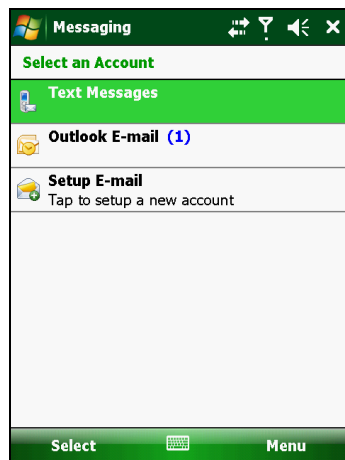 Messaging
Select an Account
Text Messages
Outlook E-mail (1)
Setup E-mail
Tap to setup a new account
Select Menu